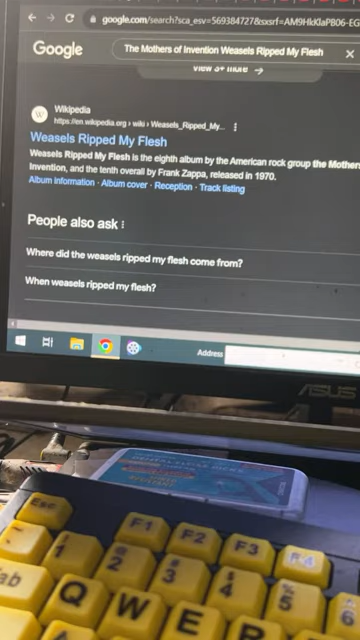 google.com/search?sca_esv=569384727&sxsrf=AM9HkKlaP806-EG
Google
The Mothers of Invention Weasels Ripped My Flesh
View 3+ more →
W
Wikipedia
https://en.wikipedia.org › wiki › Weasels_Ripped_My...
Weasels Ripped My Flesh
Weasels Ripped My Flesh is the eighth album by the American rock group the Mothers
Invention, and the tenth overall by Frank Zappa, released in 1970.
Album information · Album cover · Reception · Track listing
People also ask
Where did the weasels ripped my flesh come from?
When weasels ripped my flesh?
Address
ASUS
Esc
F1
F2
F3
F4
~
!
1
@
2
#
3
$
4
%
5
6
ab
Q
W
E